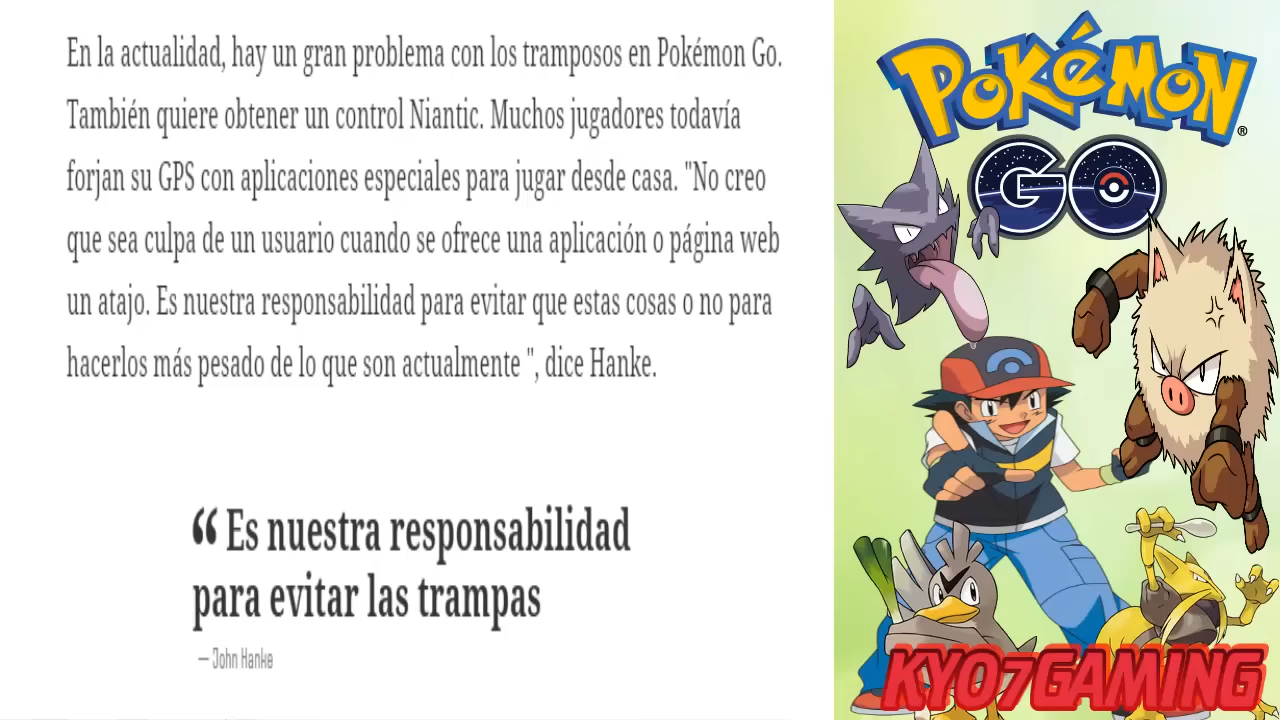 En la actualidad, hay un gran problema con los tramposos en Pokémon Go.
También quiere obtener un control Niantic. Muchos jugadores todavía
forjan su GPS con aplicaciones especiales para jugar desde casa. "No creo
que sea culpa de un usuario cuando se ofrece una aplicación o página web
un atajo. Es nuestra responsabilidad para evitar que estas cosas o no para
hacerlos más pesado de lo que son actualmente ", dice Hanke.
“ Es nuestra responsabilidad
para evitar las trampas
— John Hanke
POKéMON®
GO
KYO7GAMING